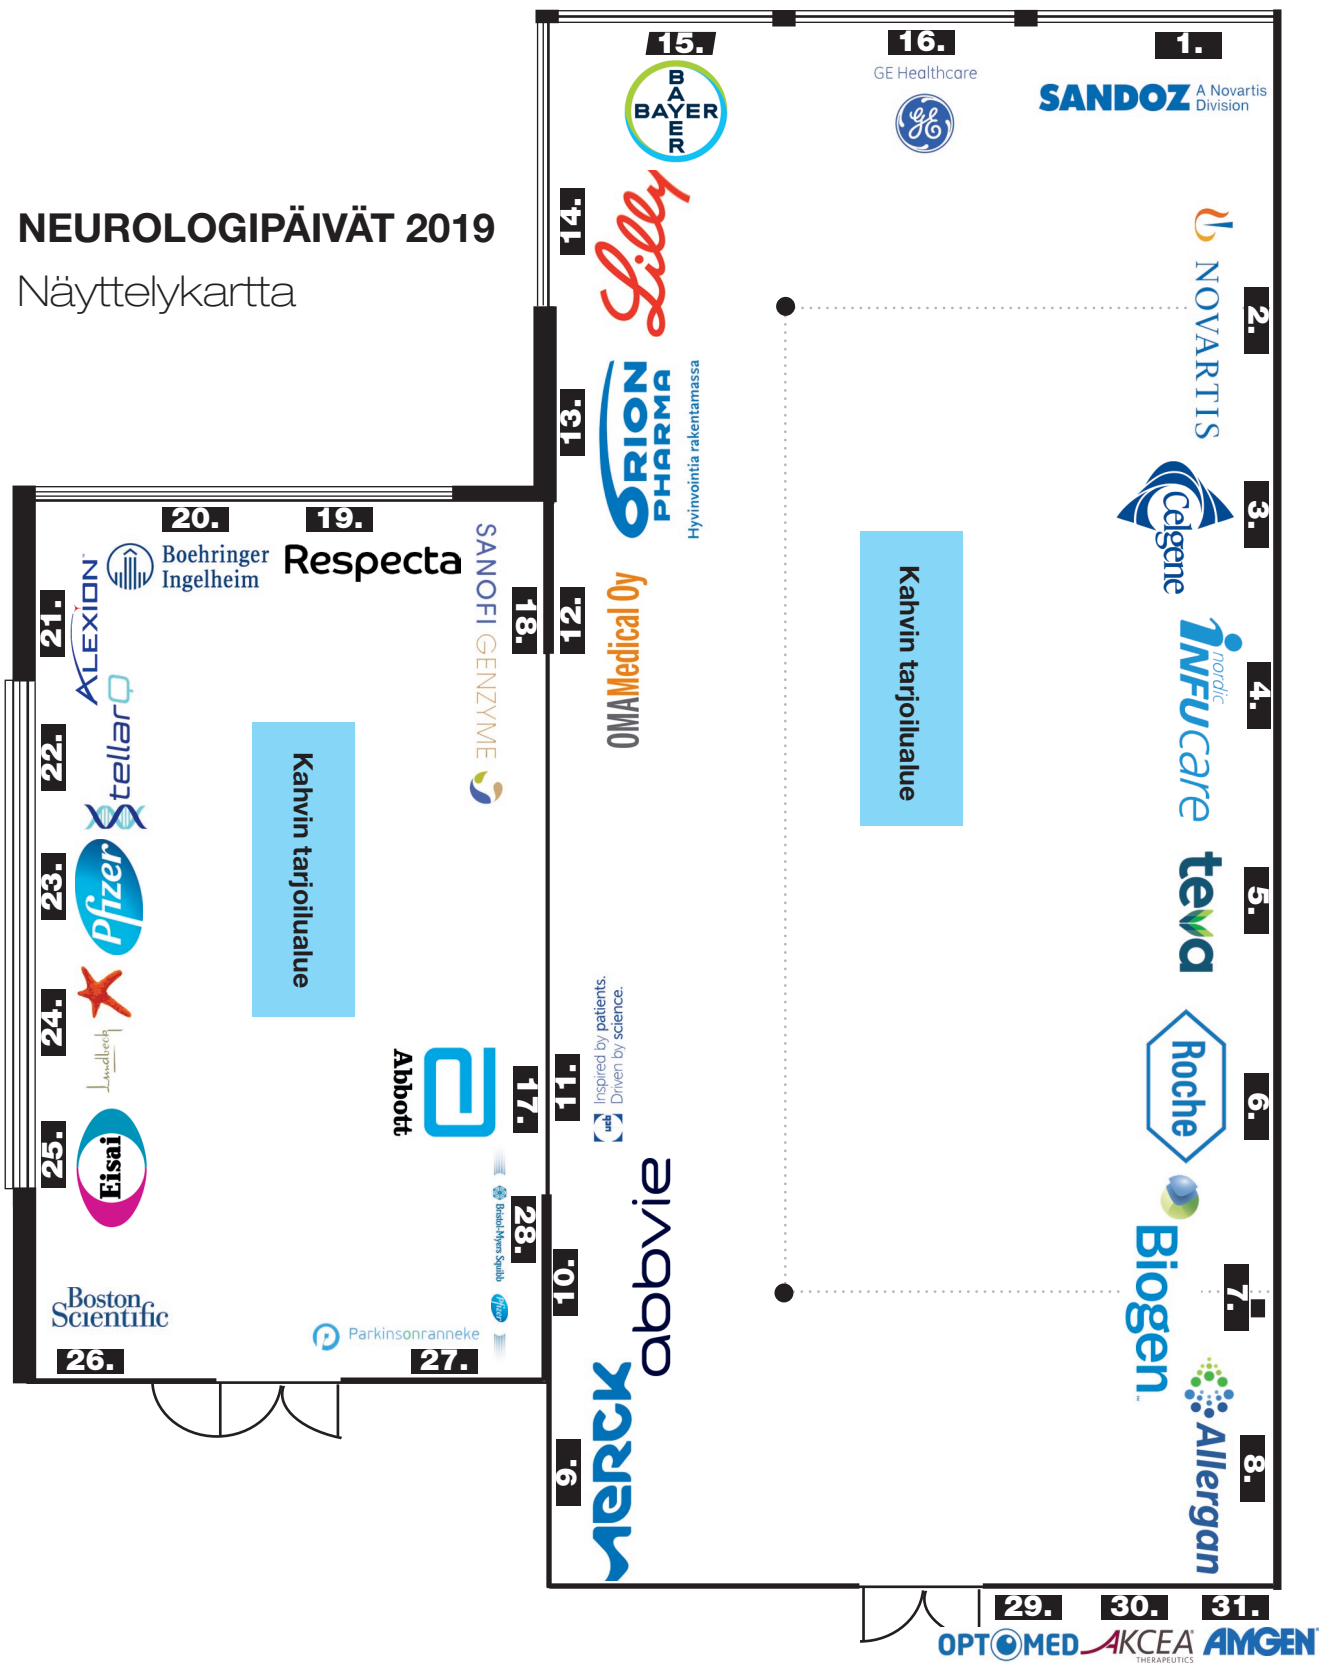 NEUROLOGIPÄIVÄT 2019
Näyttelykartta
15.
BAYER
BAYER
16.
GE Healthcare
GE
1.
SANDOZ A Novartis
Division
2.
NOVARTIS
3.
Celgene
4.
nordic
iNFUcare
5.
teva
6.
Roche
7.
Biogen
8.
Allergan
14.
Lilly
13.
ORION
PHARMA
Hyvinvointia rakentamassa
12.
OMAMedical Oy
11.
Inspired by patients.
Driven by science.
10.
abbvie
9.
MERCK
Kahvin tarjoilualue
20.
Boehringer
Ingelheim
19.
Respecta
18.
SANOFI GENZYME
21.
ALEXION
22.
StellarQ
23.
Pfizer
24.
Lundbeck
25.
Eisai
26.
Boston
Scientific
27.
Parkinsonranneke
28.
Bristol-Myers Squibb
Pfizer
17.
Abbott
Kahvin tarjoilualue
29.
OPTOMED
30.
AKCEA
THERAPEUTICS
31.
AMGEN